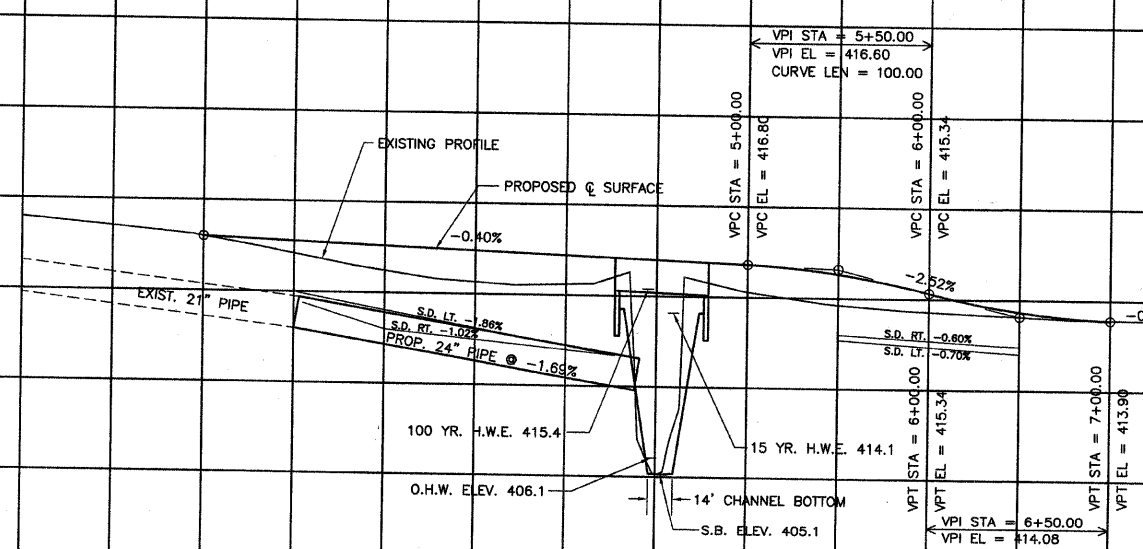 VPI STA = 5+50.00
VPI EL = 416.60
CURVE LEN = 100.00
VPC STA = 5+00.00
VPC EL = 416.80
VPC STA = 6+00.00
VPC EL = 415.34
EXISTING PROFILE
PROPOSED ℄ SURFACE
-0.40%
-2.52%
EXIST. 21" PIPE
S.D. LT. -1.86%
S.D. RT. -1.02%
PROP. 24" PIPE @ -1.69%
S.D. RT. -0.60%
S.D. LT. -0.70%
100 YR. H.W.E. 415.4
15 YR. H.W.E. 414.1
O.H.W. ELEV. 406.1
14' CHANNEL BOTTOM
S.B. ELEV. 405.1
VPT STA = 6+00.00
VPT EL = 415.34
VPT STA = 7+00.00
VPT EL = 413.90
VPI STA = 6+50.00
VPI EL = 414.08